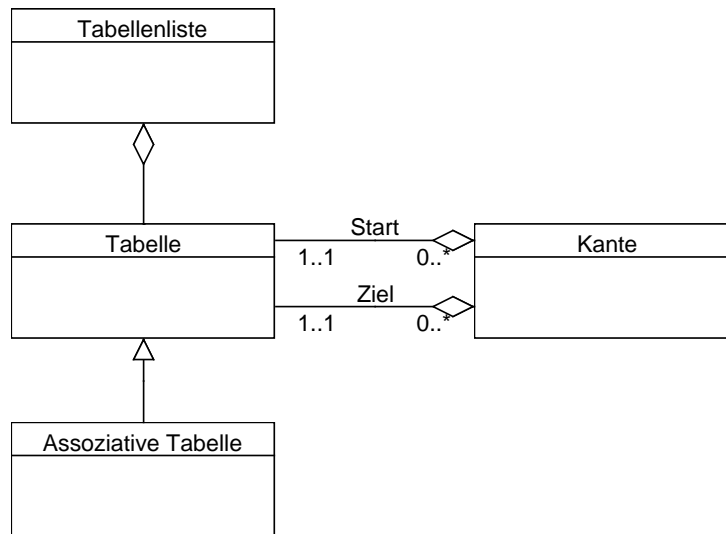 Tabellenliste
Tabelle
Start
1..1
0..*
Ziel
1..1
0..*
Kante
Assoziative Tabelle